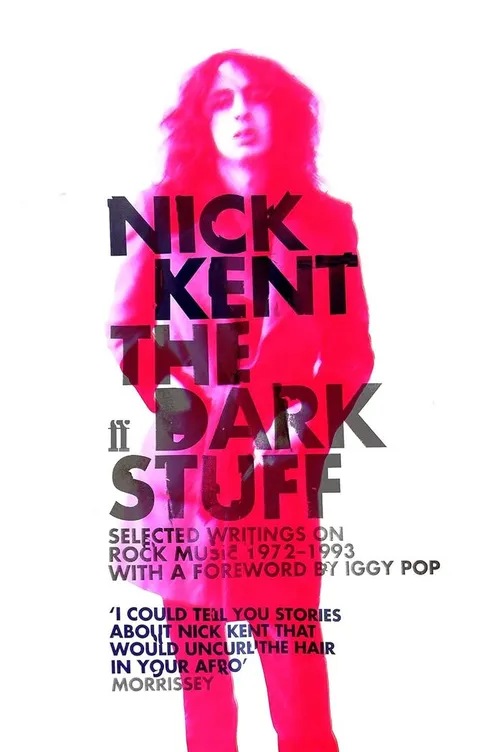 NICK
KENT
THE
ff DARK
STUFF
SELECTED WRITINGS ON
ROCK MUSIC 1972–1993
WITH A FOREWORD BY IGGY POP
‘I COULD TELL YOU STORIES
ABOUT NICK KENT THAT
WOULD UNCURL THE HAIR
IN YOUR AFRO’
MORRISSEY